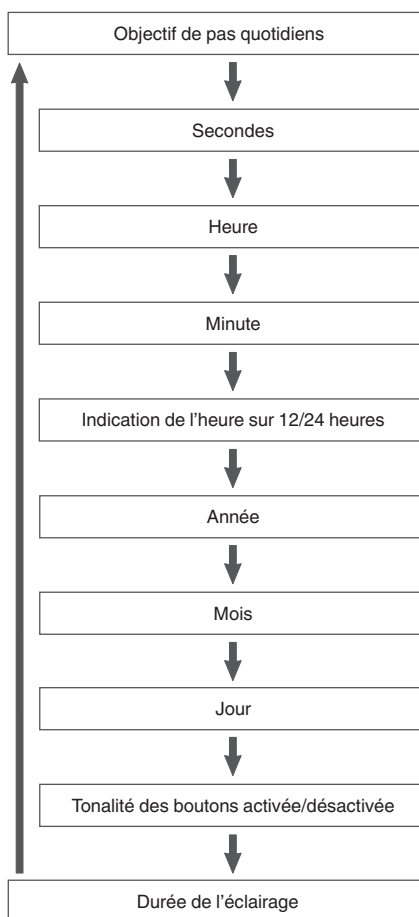 Objectif de pas quotidiens
Secondes
Heure
Minute
Indication de l’heure sur 12/24 heures
Année
Mois
Jour
Tonalité des boutons activée/désactivée
Durée de l’éclairage